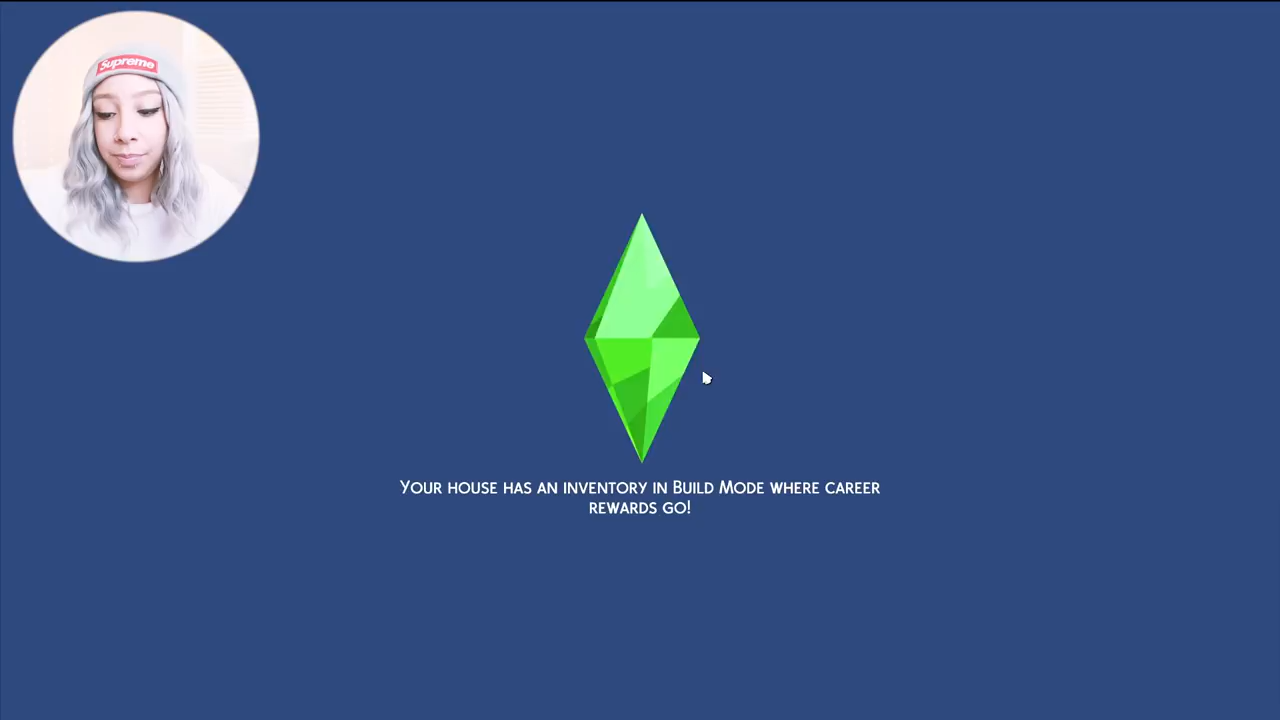 Supreme
YOUR HOUSE HAS AN INVENTORY IN BUILD MODE WHERE CAREER
REWARDS GO!